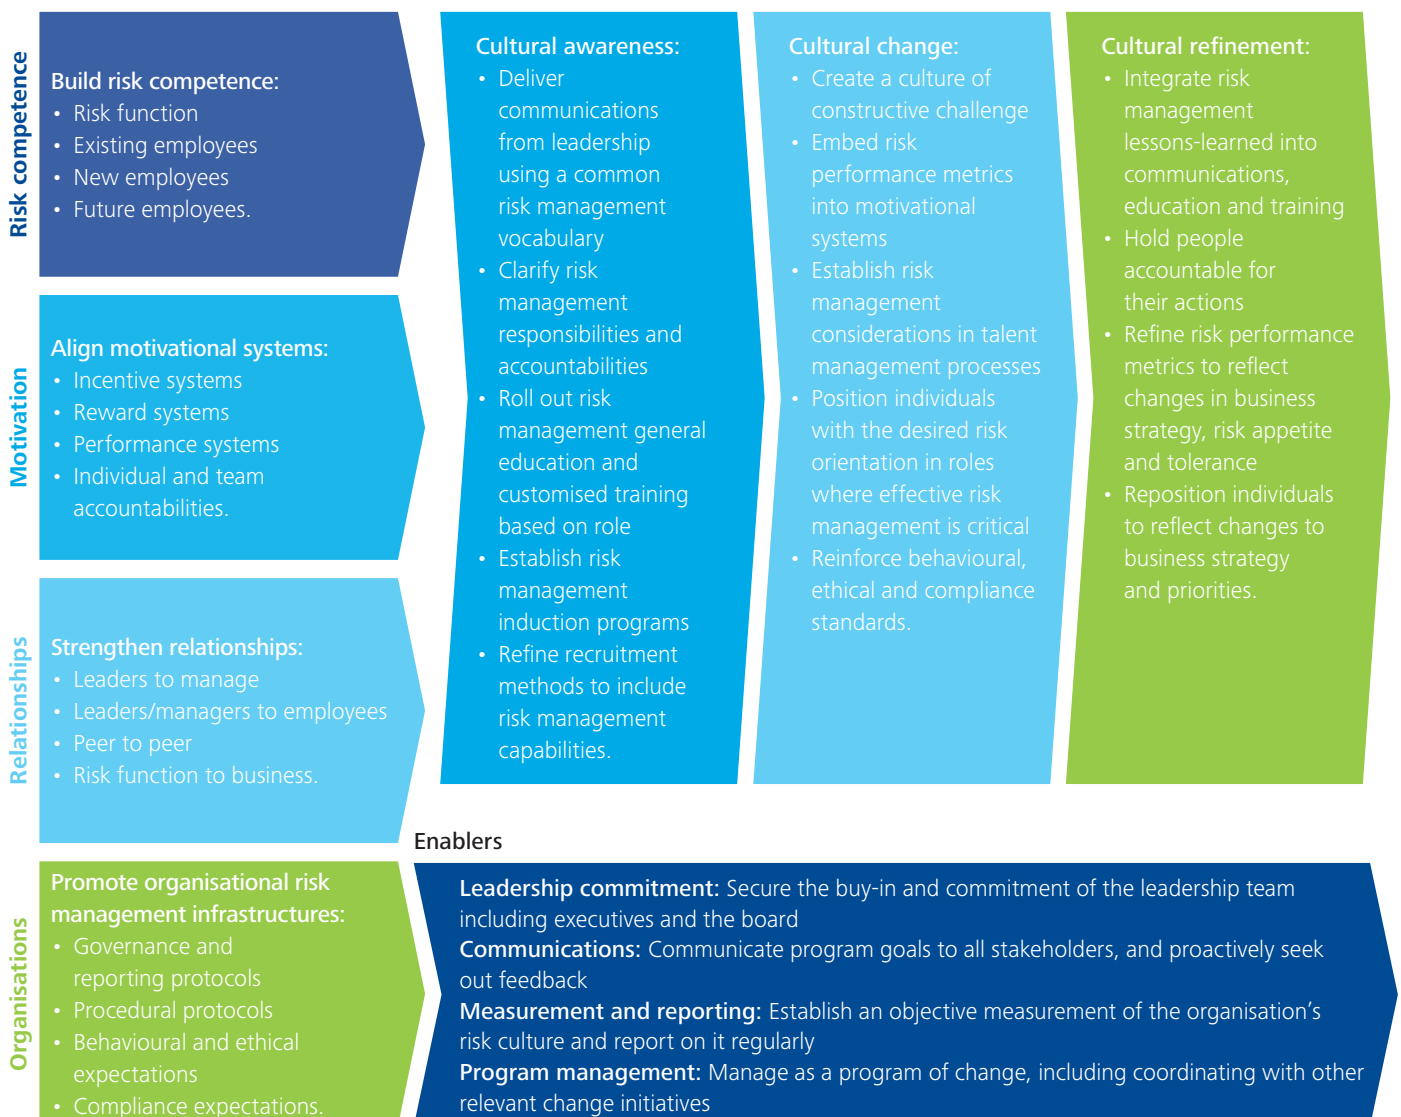 Risk competence
Build risk competence:
• Risk function
• Existing employees
• New employees
• Future employees.
Motivation
Align motivational systems:
• Incentive systems
• Reward systems
• Performance systems
• Individual and team
accountabilities.
Relationships
Strengthen relationships:
• Leaders to manage
• Leaders/managers to employees
• Peer to peer
• Risk function to business.
Organisations
Promote organisational risk
management infrastructures:
• Governance and
reporting protocols
• Procedural protocols
• Behavioural and ethical
expectations
• Compliance expectations.
Cultural awareness:
• Deliver
communications
from leadership
using a common
risk management
vocabulary
• Clarify risk
management
responsibilities and
accountabilities
• Roll out risk
management general
education and
customised training
based on role
• Establish risk
management
induction programs
• Refine recruitment
methods to include
risk management
capabilities.
Cultural change:
• Create a culture of
constructive challenge
• Embed risk
performance metrics
into motivational
systems
• Establish risk
management
considerations in talent
management processes
• Position individuals
with the desired risk
orientation in roles
where effective risk
management is critical
• Reinforce behavioural,
ethical and compliance
standards.
Cultural refinement:
• Integrate risk
management
lessons-learned into
communications,
education and training
• Hold people
accountable for
their actions
• Refine risk performance
metrics to reflect
changes in business
strategy, risk appetite
and tolerance
• Reposition individuals
to reflect changes to
business strategy
and priorities.
Enablers
Leadership commitment: Secure the buy-in and commitment of the leadership team
including executives and the board
Communications: Communicate program goals to all stakeholders, and proactively seek
out feedback
Measurement and reporting: Establish an objective measurement of the organisation's
risk culture and report on it regularly
Program management: Manage as a program of change, including coordinating with other
relevant change initiatives